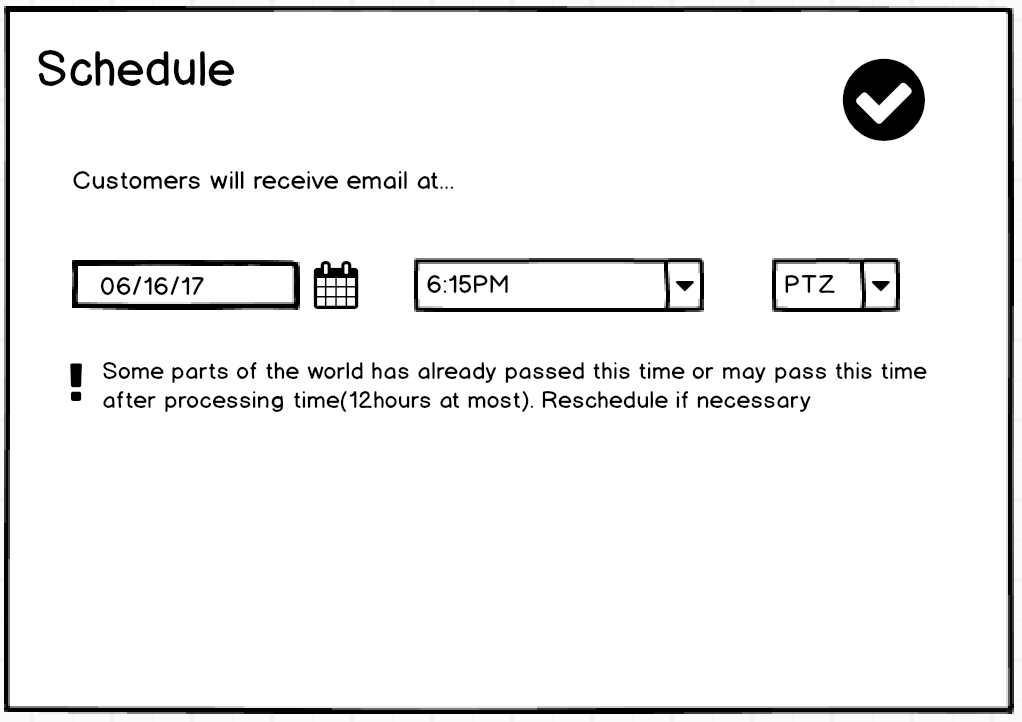 Schedule
Customers will receive email at...
06/16/17
6:15PM
PTZ
! Some parts of the world has already passed this time or may pass this time
after processing time(12hours at most). Reschedule if necessary